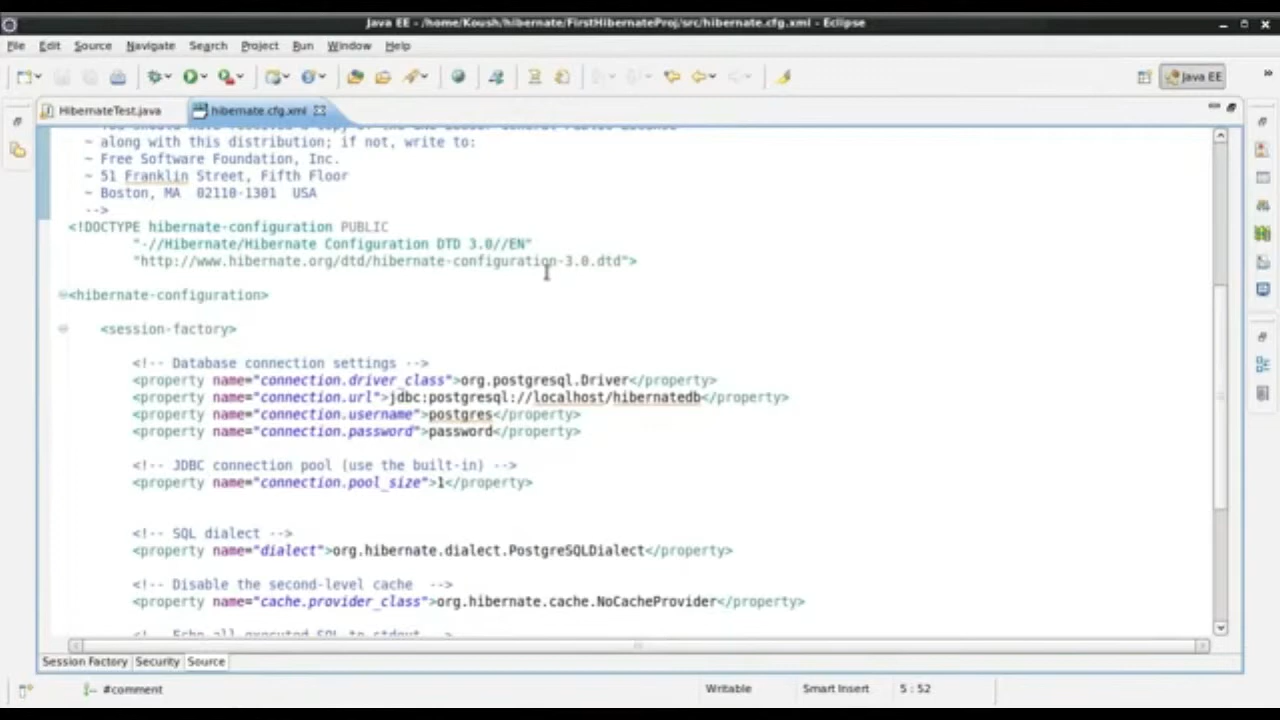 Java EE - /home/Koush/hibernate/FirstHibernateProj/src/hibernate.cfg.xml - Eclipse
File Edit Source Navigate Search Project Run Window Help
Java EE
HibernateTest.java hibernate.cfg.xml
~ along with this distribution; if not, write to:
~ Free Software Foundation, Inc.
~ 51 Franklin Street, Fifth Floor
~ Boston, MA  02110-1301  USA
-->
<!DOCTYPE hibernate-configuration PUBLIC
"-//Hibernate/Hibernate Configuration DTD 3.0//EN"
"http://www.hibernate.org/dtd/hibernate-configuration-3.0.dtd">
<hibernate-configuration>
<session-factory>
<!-- Database connection settings -->
<property name="connection.driver_class">org.postgresql.Driver</property>
<property name="connection.url">jdbc:postgresql://localhost/hibernatedb</property>
<property name="connection.username">postgres</property>
<property name="connection.password">password</property>
<!-- JDBC connection pool (use the built-in) -->
<property name="connection.pool_size">1</property>
<!-- SQL dialect -->
<property name="dialect">org.hibernate.dialect.PostgreSQLDialect</property>
<!-- Disable the second-level cache  -->
<property name="cache.provider_class">org.hibernate.cache.NoCacheProvider</property>
<!-- Echo all executed SQL to stdout -->
Session Factory Security Source
#comment Writable Smart Insert 5 : 52